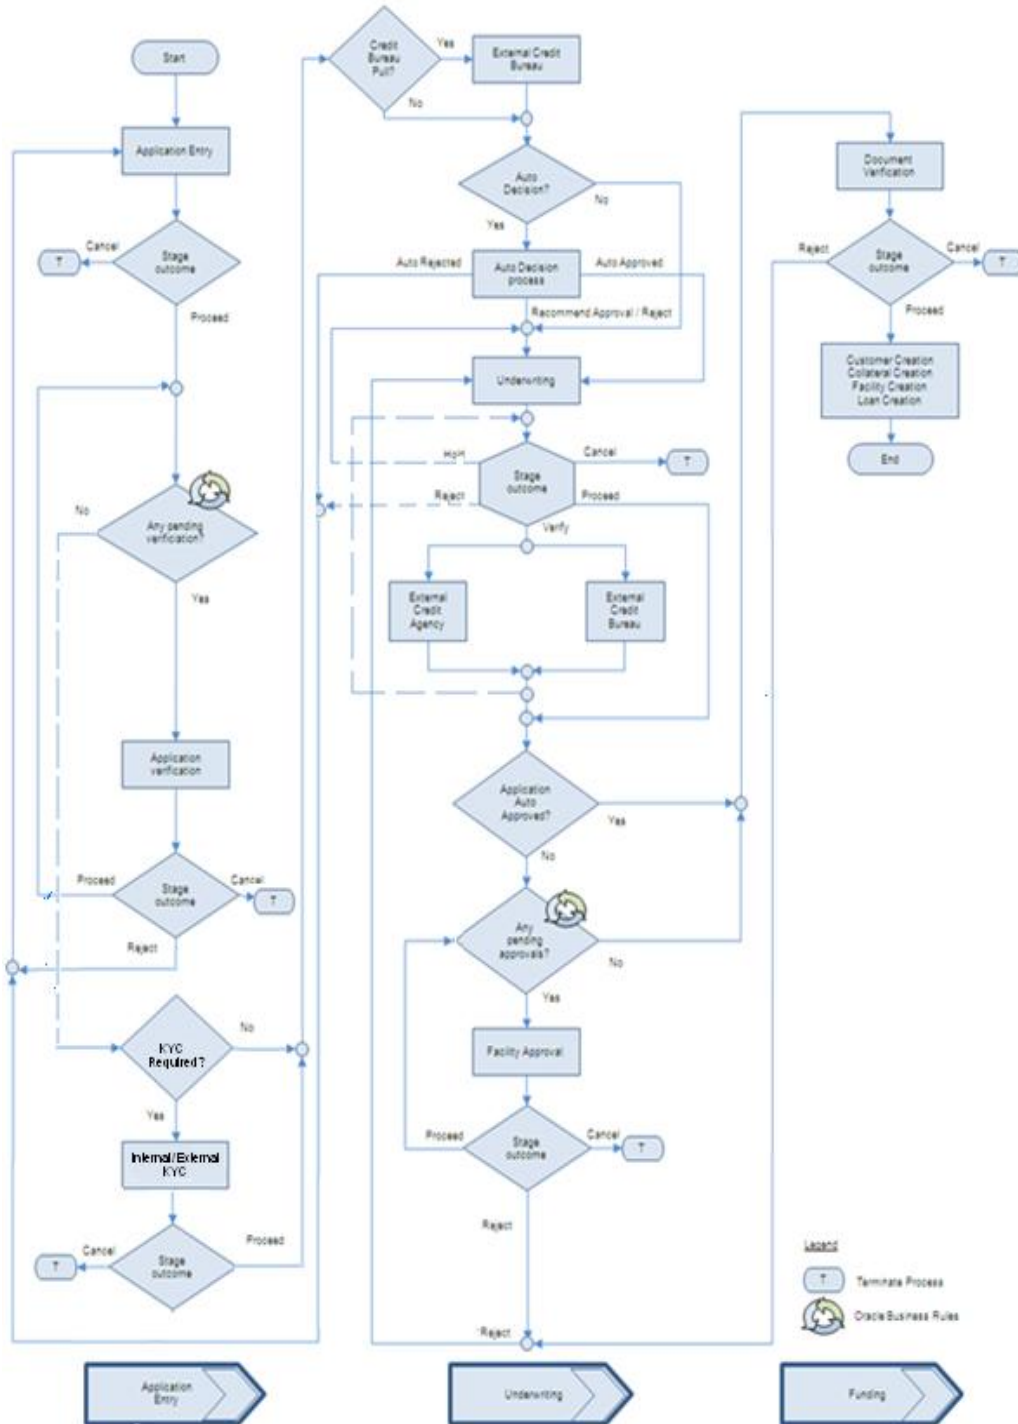 Start
Application Entry
Cancel
T
Stage
outcome
Proceed
No
Any pending
verificiation?
Yes
Application
verification
Proceed
Stage
outcome
Cancel
T
Reject
KYC
Required?
No
Yes
Internal/External
KYC
Cancel
T
Stage
outcome
Proceed
Application
Entry
Credit
Bureau
Pull?
Yes
External Credit
Bureau
No
Auto
Decision?
No
Yes
Auto Rejected
Auto Decision
process
Auto Approved
Recommend Approval / Reject
Underwriting
Hold
Stage
outcome
Cancel
T
Reject
Proceed
Verify
External
Credit
Agency
External
Credit
Bureau
Application
Auto
Approved?
Yes
No
Any
pending
approvals?
No
Yes
Facility Approval
Proceed
Stage
outcome
Cancel
T
Reject
Reject
Underwriting
Document
Verification
Reject
Stage
outcome
Cancel
T
Proceed
Customer Creation
Collateral Creation
Facility Creation
Loan Creation
End
Legend
T
Terminate Process
Oracle Business Rules
Funding